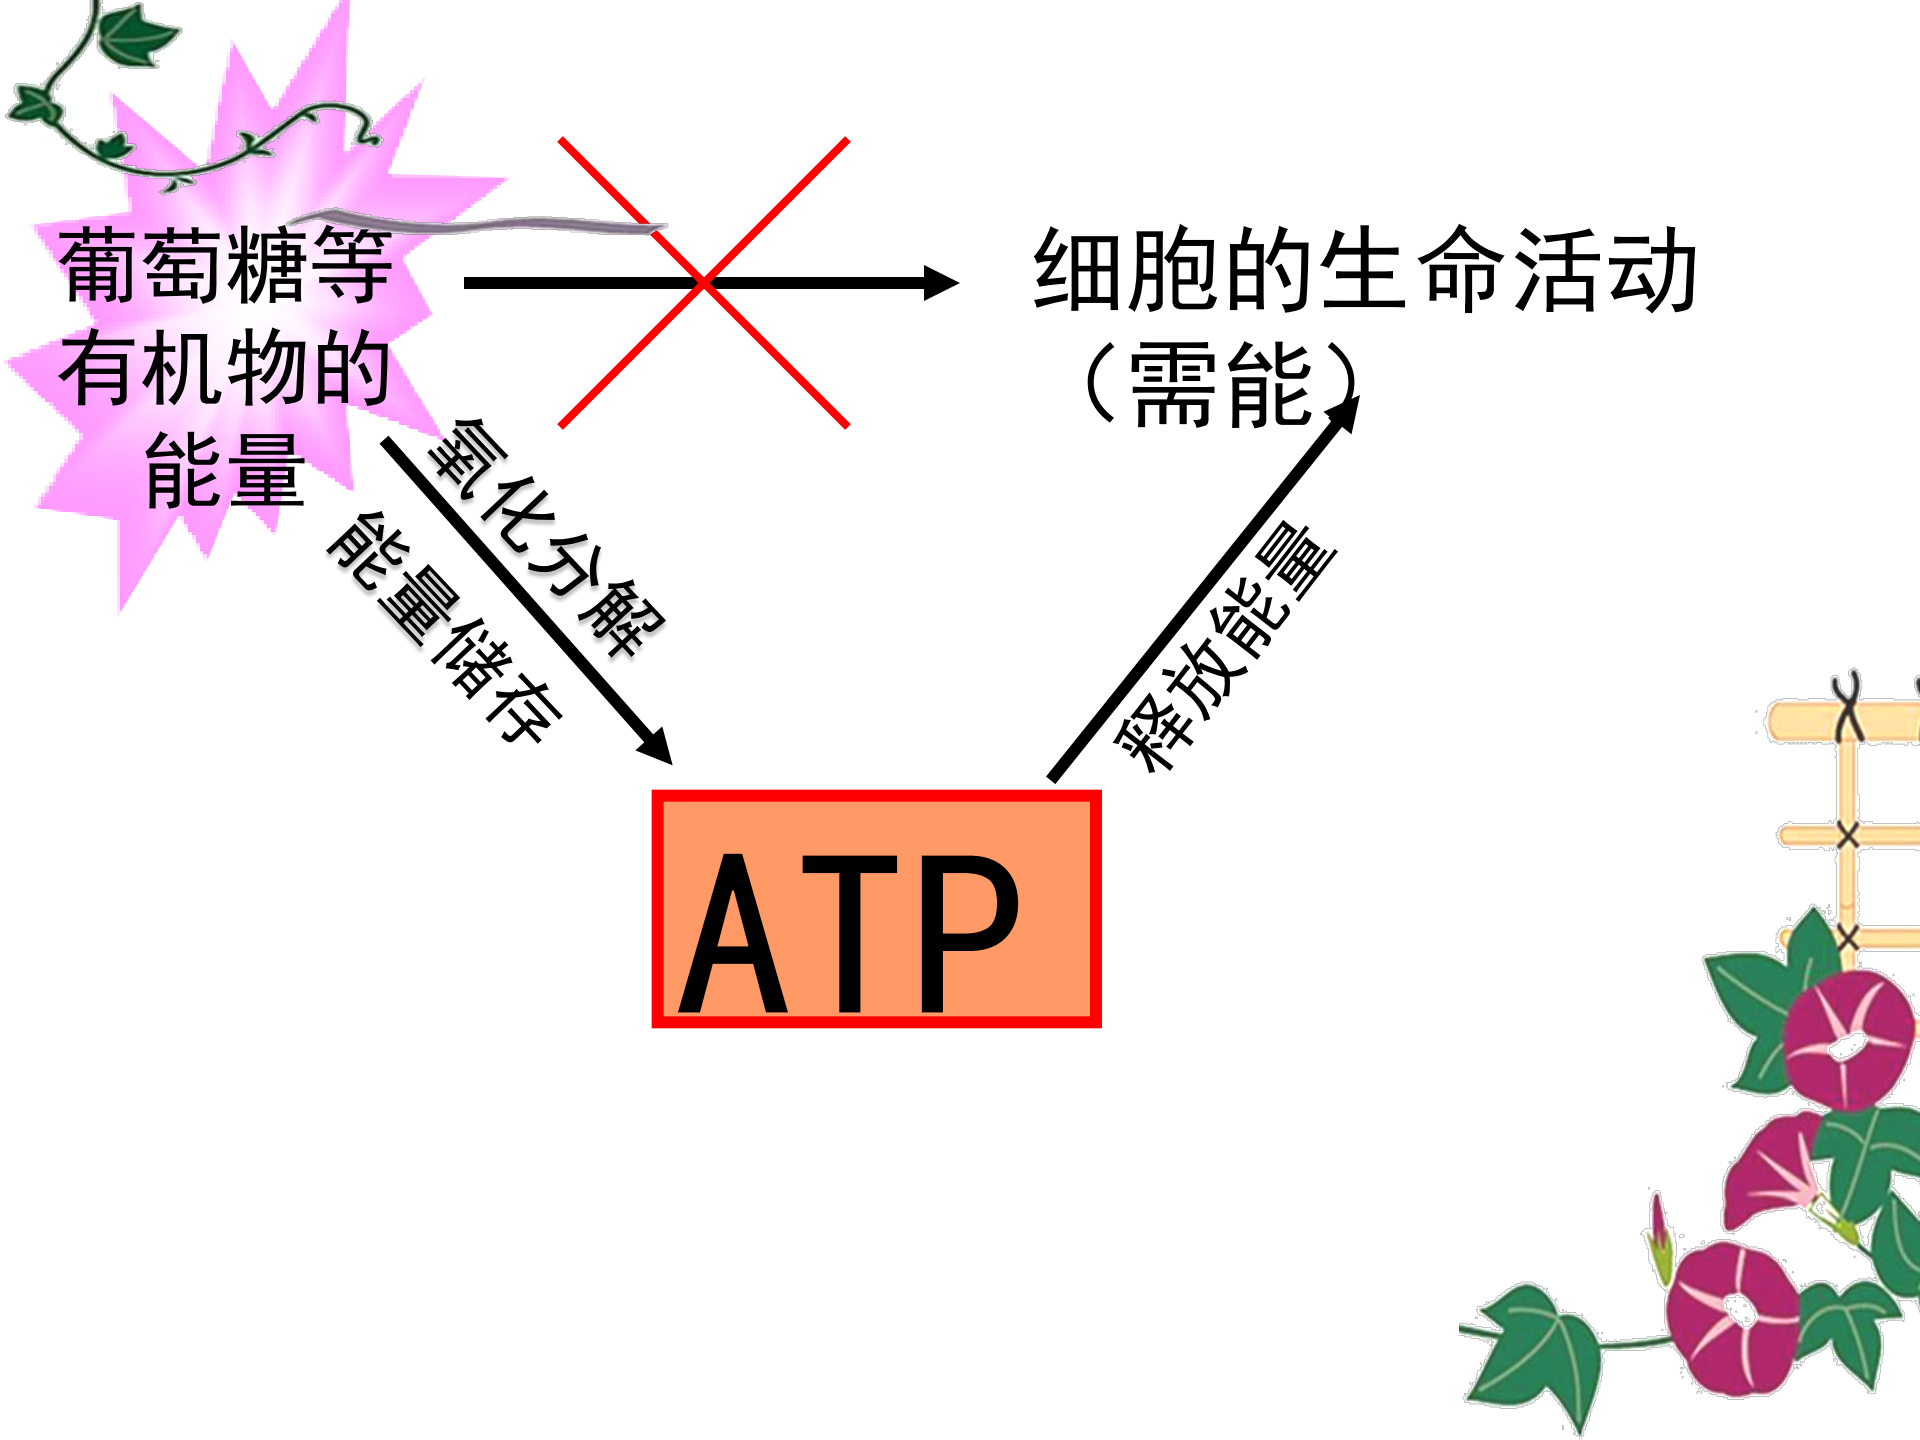 葡萄糖等
有机物的
能量
细胞的生命活动
（需能）
氧化分解
能量储存
释放能量
ATP